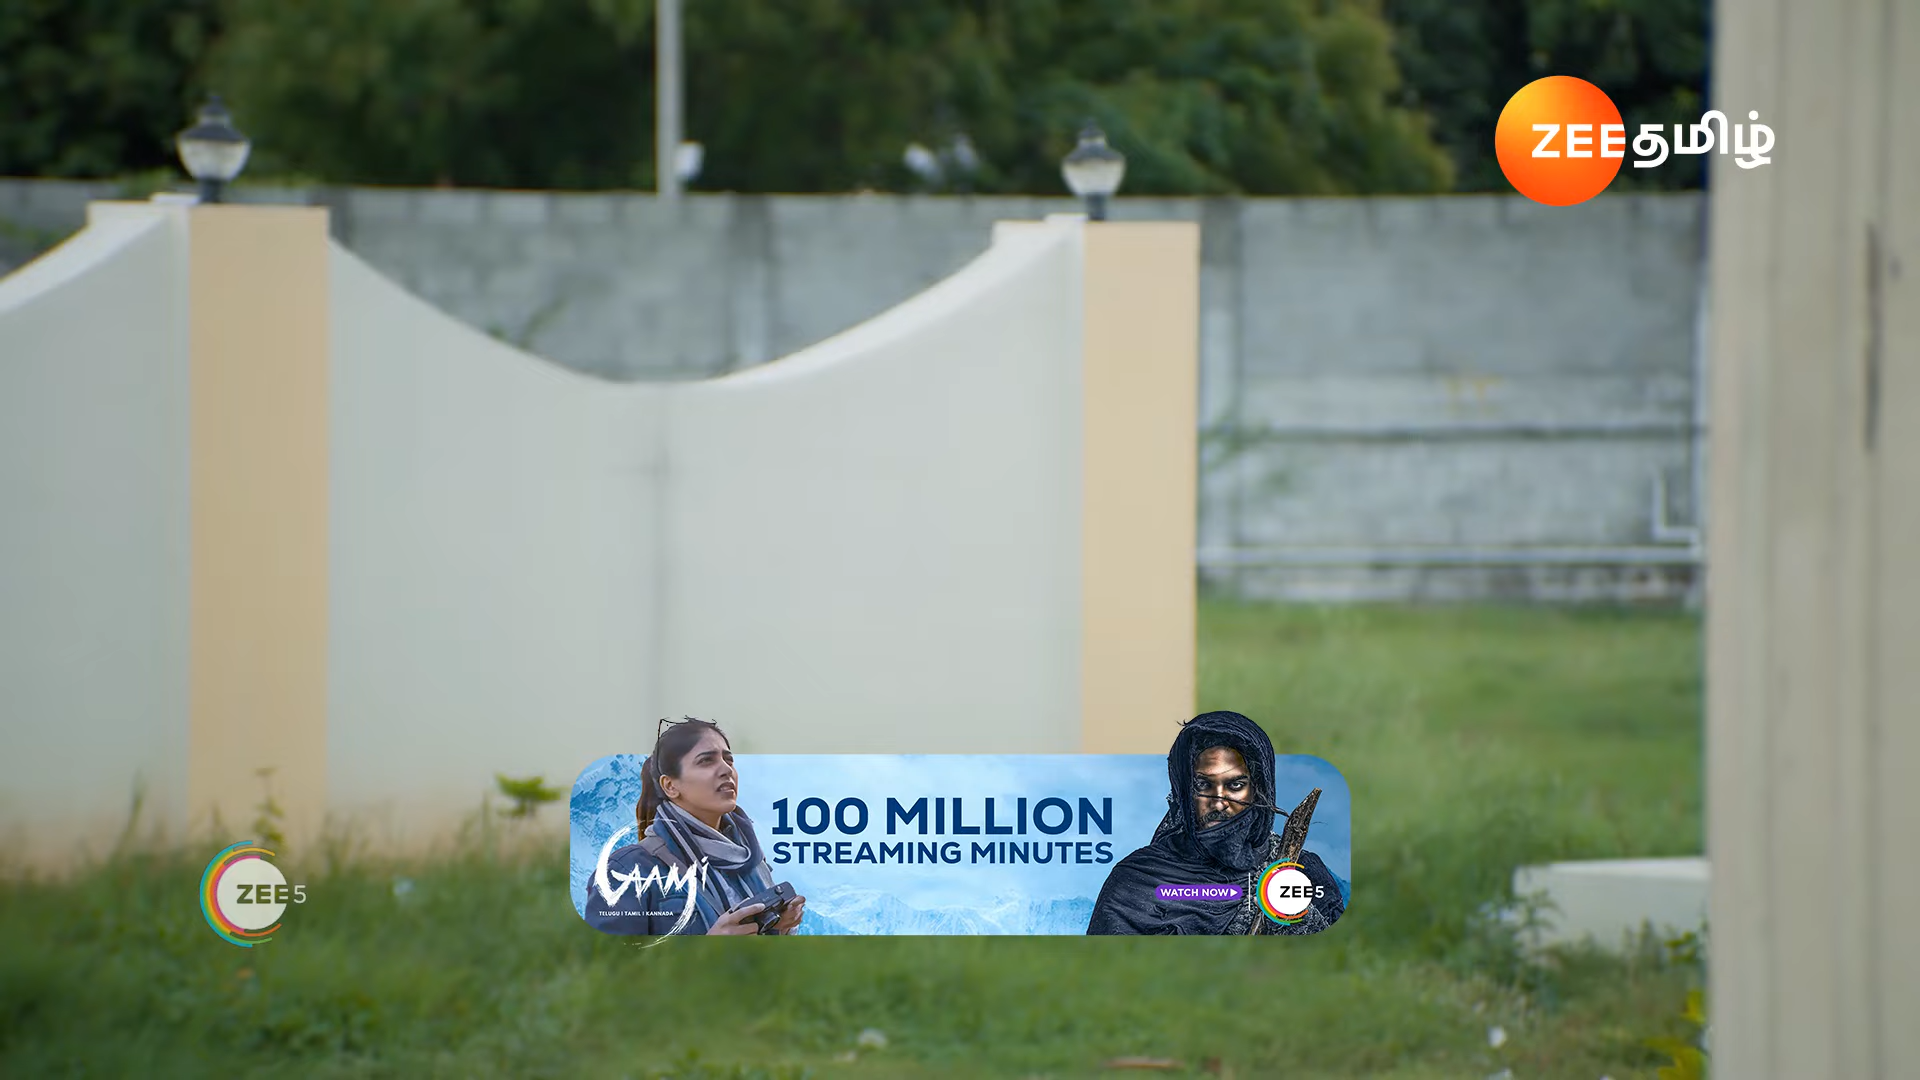 ZEEதமிழ்
100 MILLION
STREAMING MINUTES
GAAMI
TELUGU | TAMIL | KANNADA
WATCH NOW
ZEE5
ZEE5